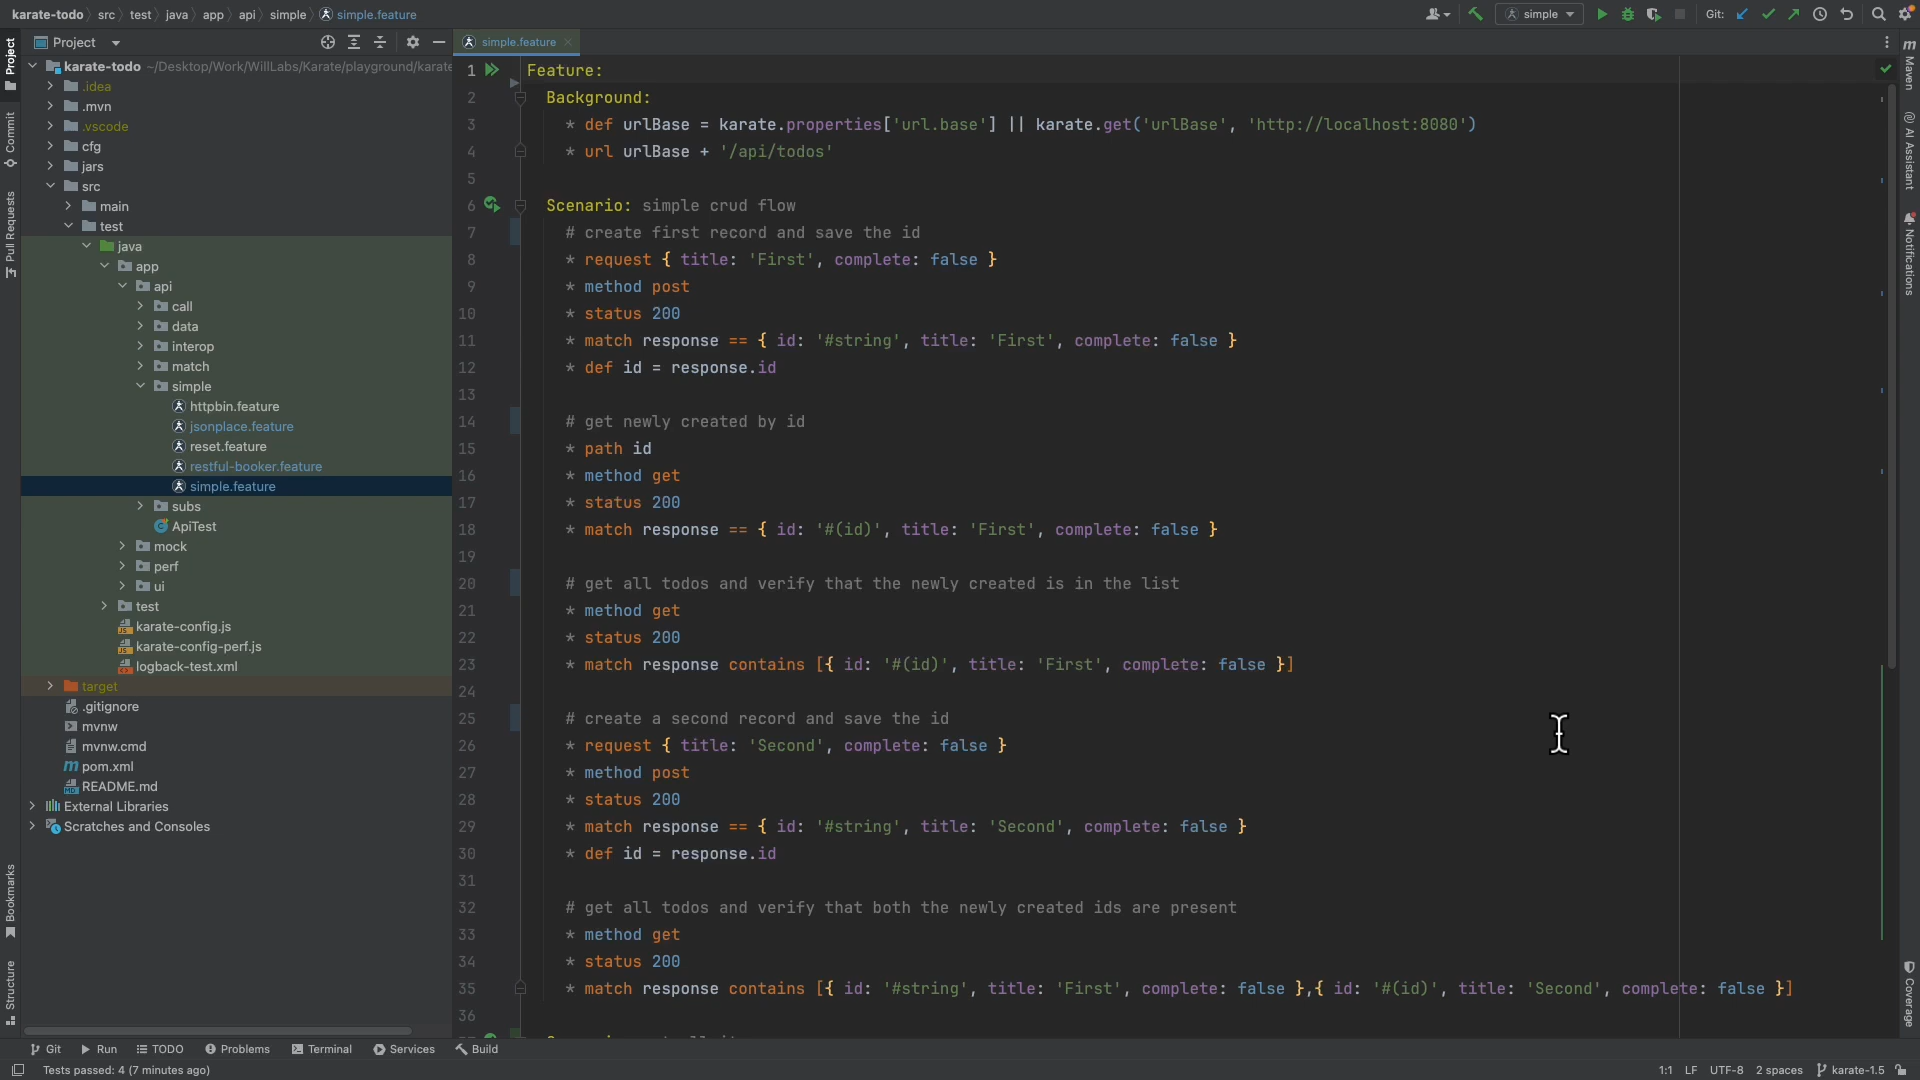 karate-todo src test java app api simple simple.feature
simple Git:
Project
simple.feature
karate-todo ~/Desktop/Work/WillLabs/Karate/playground/karate
.idea
.mvn
.vscode
cfg
jars
src
main
test
java
app
api
call
data
interop
match
simple
httpbin.feature
jsonplace.feature
reset.feature
restful-booker.feature
simple.feature
subs
ApiTest
mock
perf
ui
test
karate-config.js
karate-config-perf.js
logback-test.xml
target
.gitignore
mvnw
mvnw.cmd
pom.xml
README.md
External Libraries
Scratches and Consoles
1 Feature:
2 Background:
3 * def urlBase = karate.properties['url.base'] || karate.get('urlBase', 'http://localhost:8080')
4 * url urlBase + '/api/todos'
5
6 Scenario: simple crud flow
7 # create first record and save the id
8 * request { title: 'First', complete: false }
9 * method post
10 * status 200
11 * match response == { id: '#string', title: 'First', complete: false }
12 * def id = response.id
13
14 # get newly created by id
15 * path id
16 * method get
17 * status 200
18 * match response == { id: '#(id)', title: 'First', complete: false }
19
20 # get all todos and verify that the newly created is in the list
21 * method get
22 * status 200
23 * match response contains [{ id: '#(id)', title: 'First', complete: false }]
24
25 # create a second record and save the id
26 * request { title: 'Second', complete: false }
27 * method post
28 * status 200
29 * match response == { id: '#string', title: 'Second', complete: false }
30 * def id = response.id
31
32 # get all todos and verify that both the newly created ids are present
33 * method get
34 * status 200
35 * match response contains [{ id: '#string', title: 'First', complete: false },{ id: '#(id)', title: 'Second', complete: false }]
36
Project
Commit
Pull Requests
Bookmarks
Structure
Maven
AI Assistant
Notifications
Coverage
Git Run TODO Problems Terminal Services Build
Tests passed: 4 (7 minutes ago) 1:1 LF UTF-8 2 spaces karate-1.5